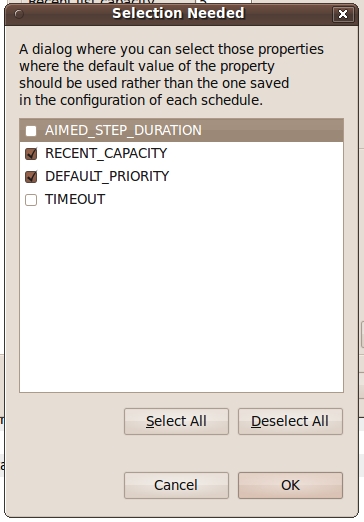 Selection Needed
A dialog where you can select those properties
where the default value of the property
should be used rather than the one saved
in the configuration of each schedule.
AIMED_STEP_DURATION
RECENT_CAPACITY
DEFAULT_PRIORITY
TIMEOUT
Select All Deselect All
Cancel OK